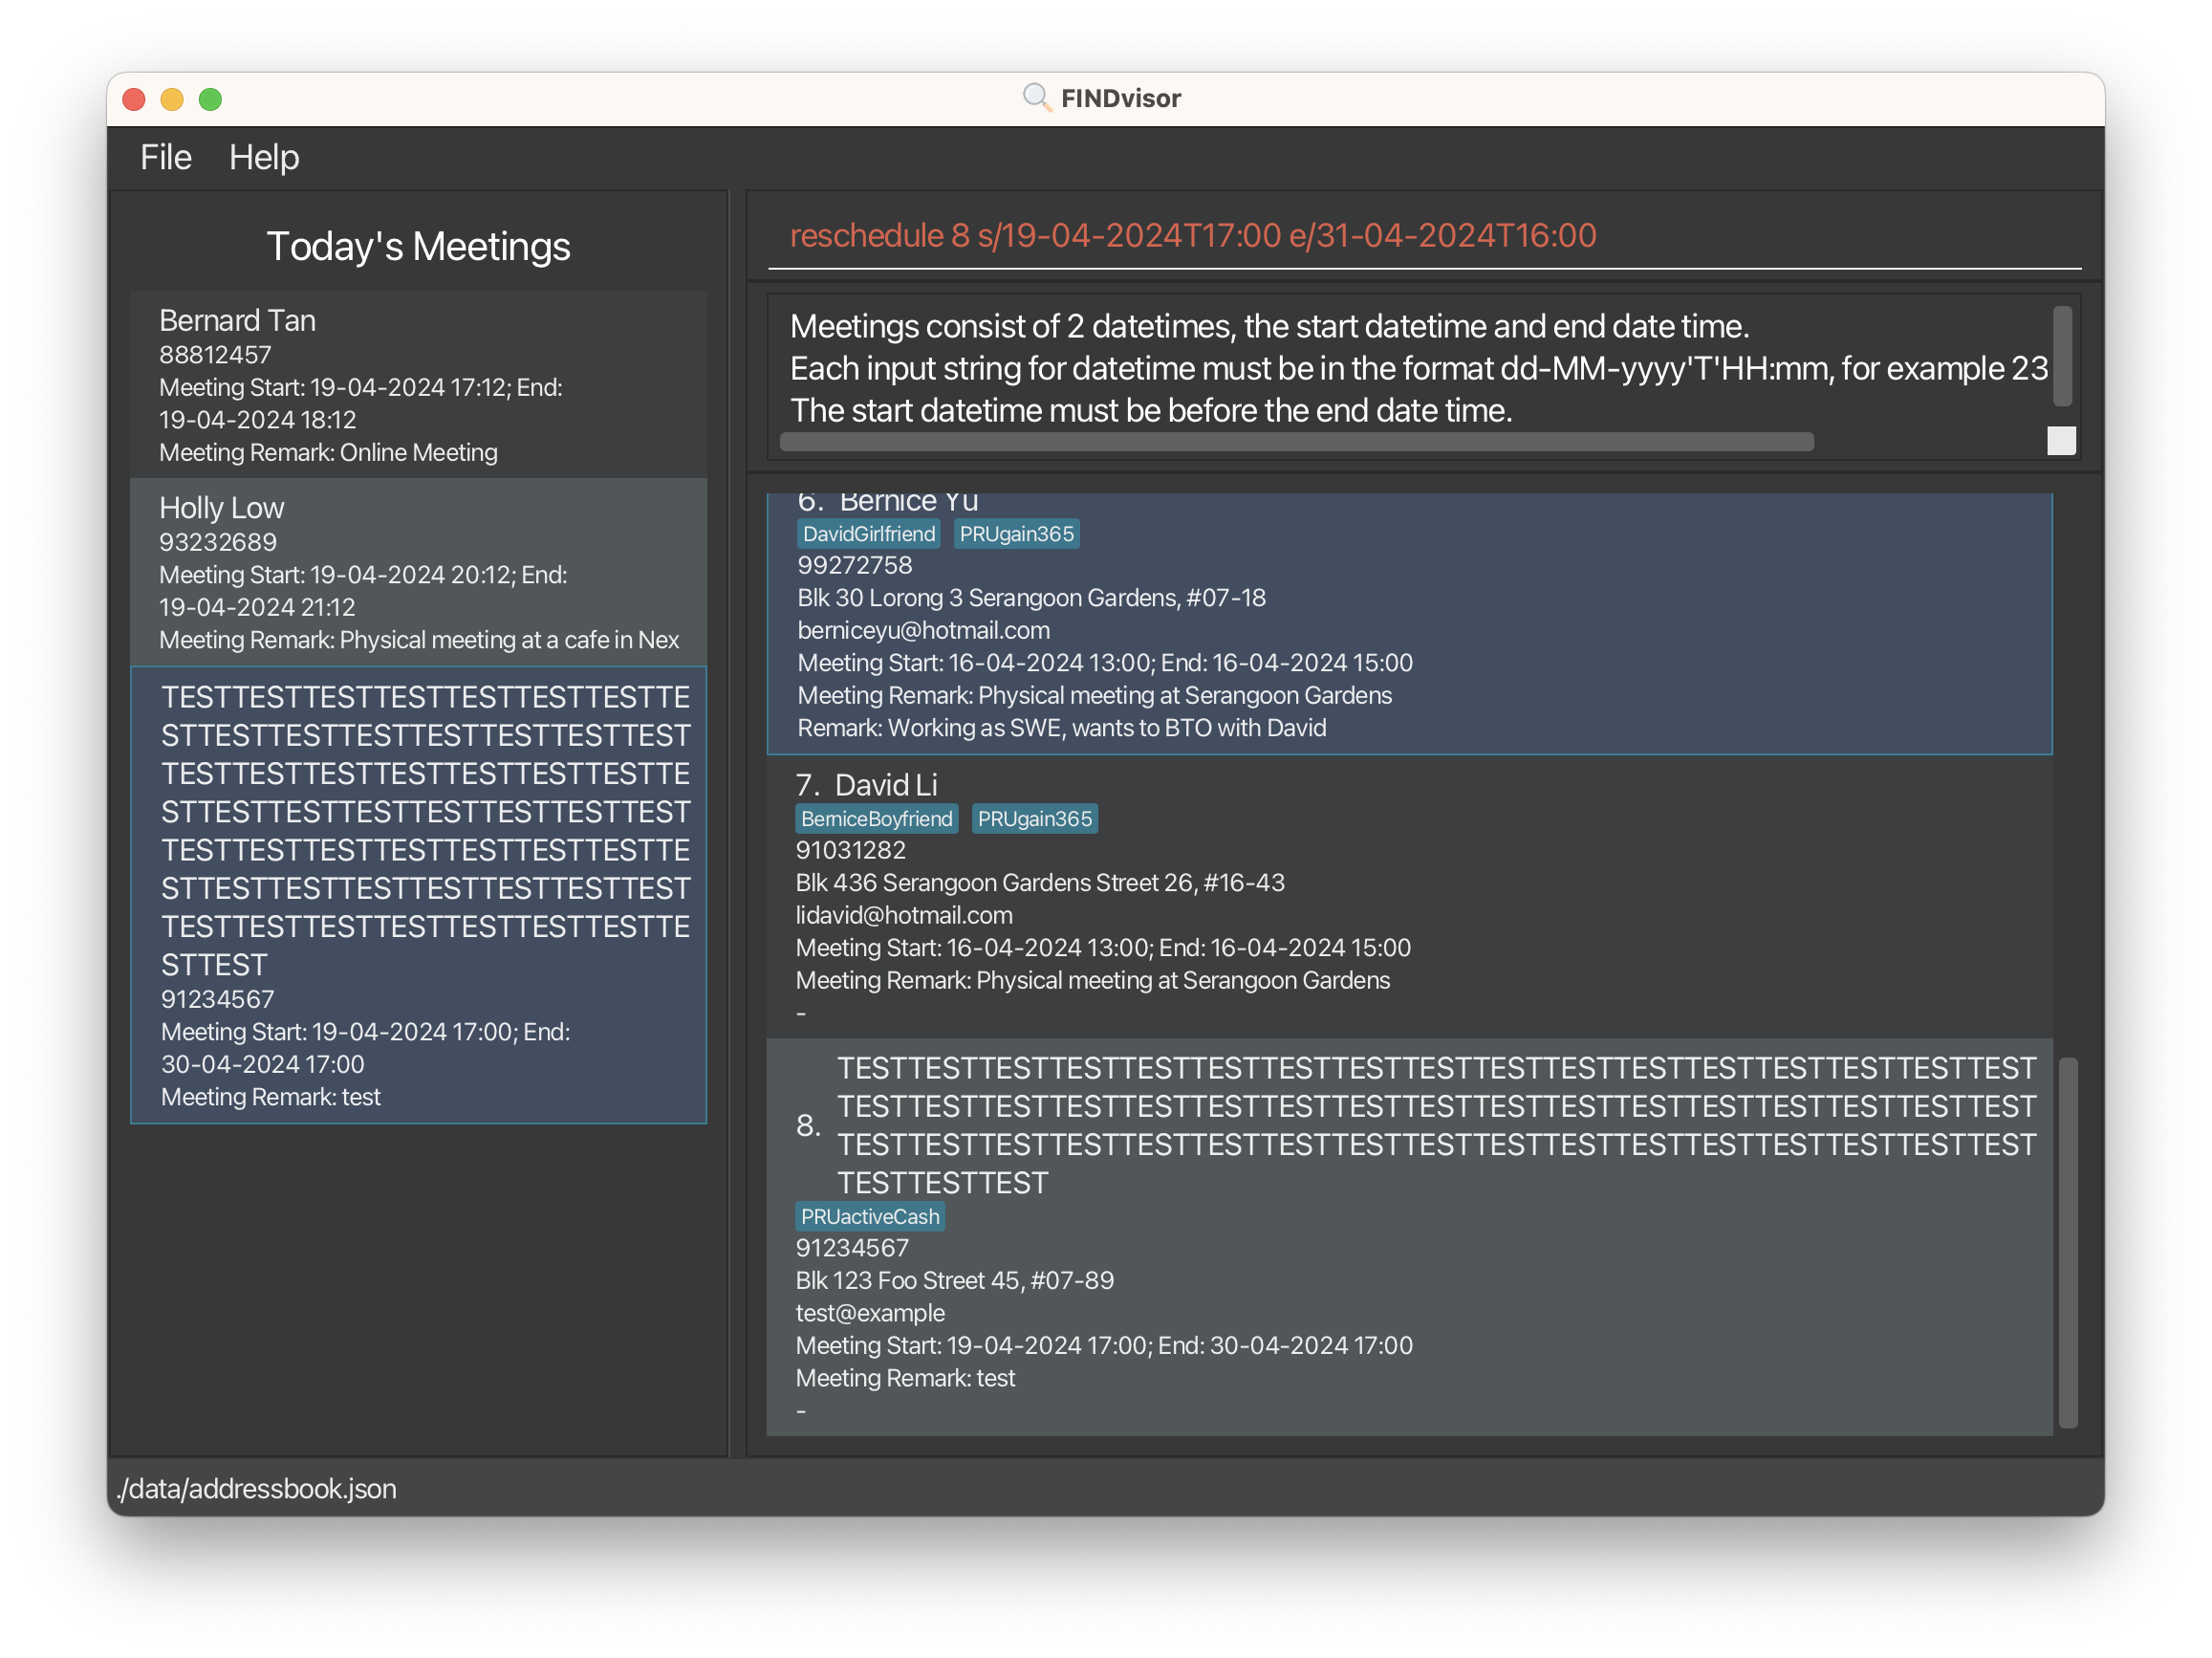 FINDvisor
File Help
Today's Meetings
Bernard Tan
88812457
Meeting Start: 19-04-2024 17:12; End:
19-04-2024 18:12
Meeting Remark: Online Meeting
Holly Low
93232689
Meeting Start: 19-04-2024 20:12; End:
19-04-2024 21:12
Meeting Remark: Physical meeting at a cafe in Nex
TESTTESTTESTTESTTESTTESTTESTTE
STTESTTESTTESTTESTTESTTESTTEST
TESTTESTTESTTESTTESTTESTTESTTE
STTESTTESTTESTTESTTESTTESTTEST
TESTTESTTESTTESTTESTTESTTESTTE
STTESTTESTTESTTESTTESTTESTTEST
TESTTESTTESTTESTTESTTESTTESTTE
STTEST
91234567
Meeting Start: 19-04-2024 17:00; End:
30-04-2024 17:00
Meeting Remark: test
reschedule 8 s/19-04-2024T17:00 e/31-04-2024T16:00
Meetings consist of 2 datetimes, the start datetime and end date time.
Each input string for datetime must be in the format dd-MM-yyyy'T'HH:mm, for example 23
The start datetime must be before the end date time.
6. Bernice Yu
DavidGirlfriend PRUgain365
99272758
Blk 30 Lorong 3 Serangoon Gardens, #07-18
berniceyu@hotmail.com
Meeting Start: 16-04-2024 13:00; End: 16-04-2024 15:00
Meeting Remark: Physical meeting at Serangoon Gardens
Remark: Working as SWE, wants to BTO with David
7. David Li
BerniceBoyfriend PRUgain365
91031282
Blk 436 Serangoon Gardens Street 26, #16-43
lidavid@hotmail.com
Meeting Start: 16-04-2024 13:00; End: 16-04-2024 15:00
Meeting Remark: Physical meeting at Serangoon Gardens
-
8. TESTTESTTESTTESTTESTTESTTESTTESTTESTTESTTESTTESTTESTTESTTESTTESTTEST
TESTTESTTESTTESTTESTTESTTESTTESTTESTTESTTESTTESTTESTTESTTESTTESTTEST
TESTTESTTESTTESTTESTTESTTESTTESTTESTTESTTESTTESTTESTTESTTESTTESTTEST
TESTTESTTEST
PRUactiveCash
91234567
Blk 123 Foo Street 45, #07-89
test@example
Meeting Start: 19-04-2024 17:00; End: 30-04-2024 17:00
Meeting Remark: test
-
./data/addressbook.json